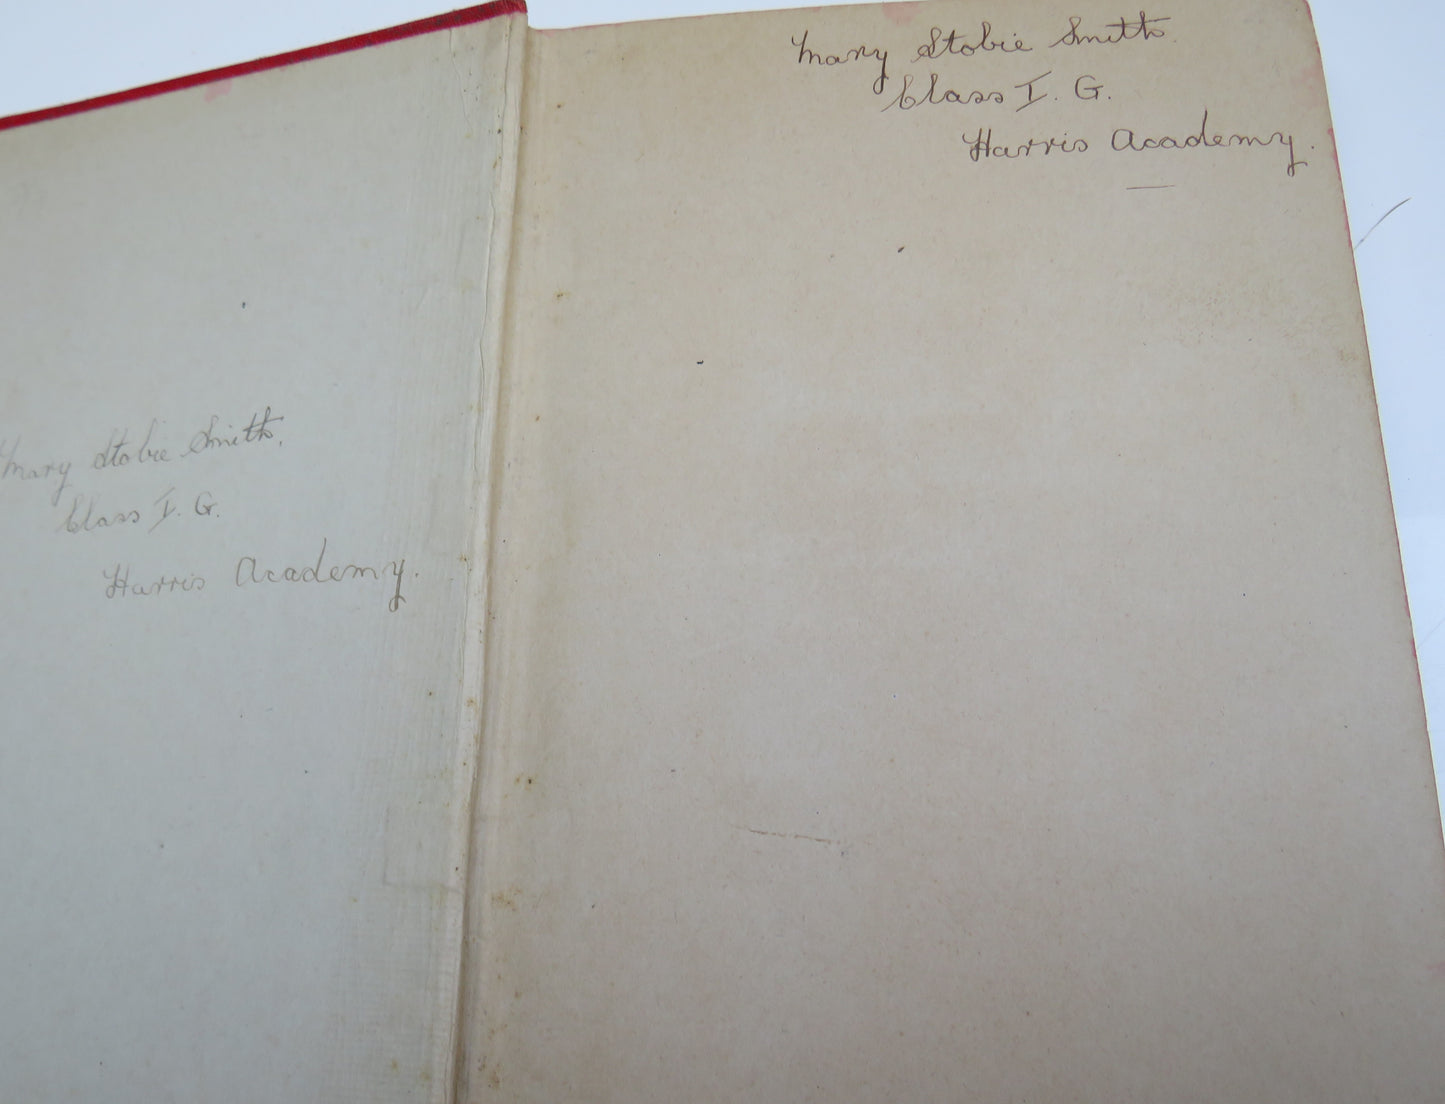 Mary Stobie Smith,
Class I. G.
Harris Academy.
Mary Stobie Smith.
Class I. G.
Harris Academy.